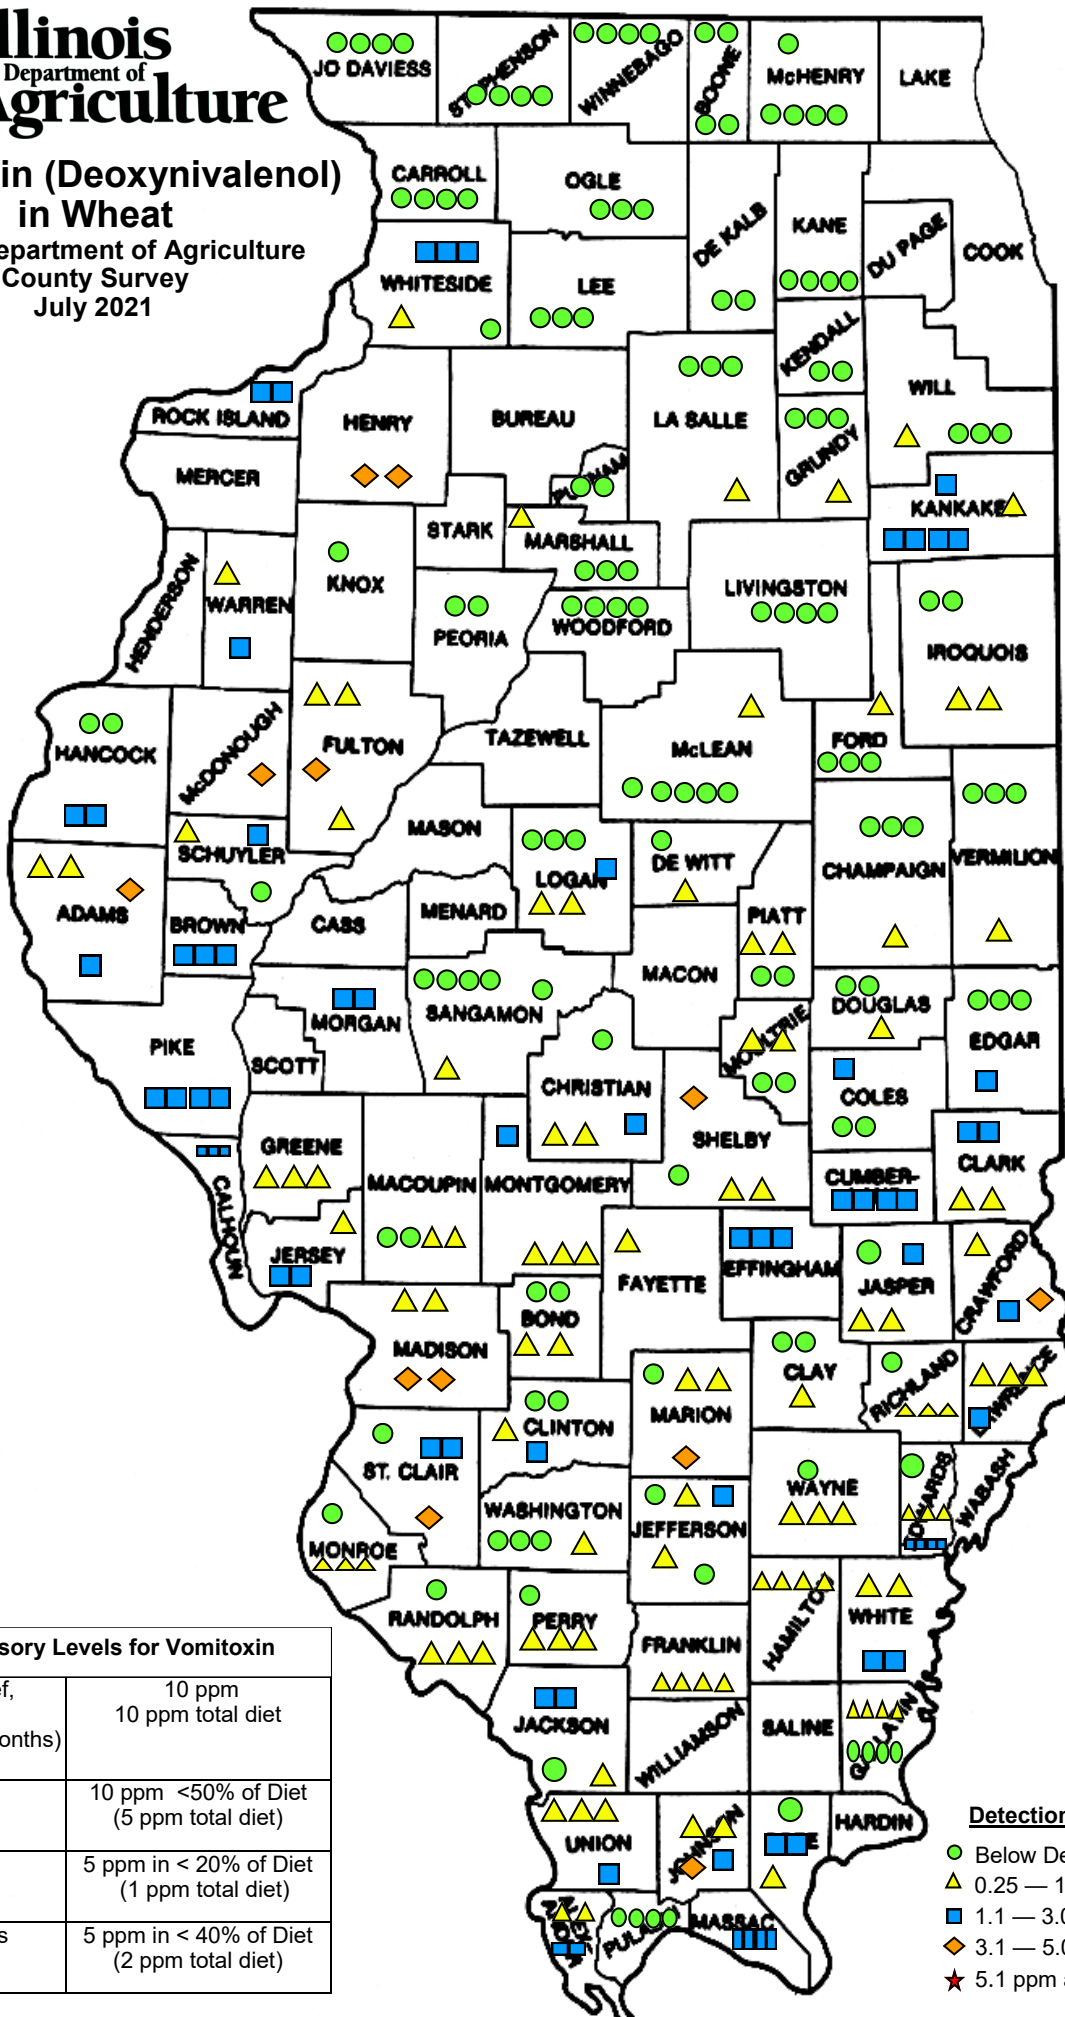 llinois
Department of
Agriculture
in (Deoxynivalenol)
in Wheat
epartment of Agriculture
County Survey
July 2021
JO DAVIESS
STEPHENSON
WINNEBAGO
BOONE
McHENRY
LAKE
CARROLL
OGLE
DE KALB
KANE
DU PAGE
COOK
WHITESIDE
LEE
KENDALL
WILL
ROCK ISLAND
HENRY
BUREAU
LA SALLE
GRUNDY
MERCER
PUTNAM
KANKAKE
STARK
MARSHALL
HENDERSON
WARREN
KNOX
PEORIA
WOODFORD
LIVINGSTON
IROQUOIS
HANCOCK
McDONOUGH
FULTON
TAZEWELL
McLEAN
FORD
SCHUYLER
MASON
LOGAN
DE WITT
CHAMPAIGN
VERMILION
ADAMS
BROWN
CASS
MENARD
PIATT
MACON
MORGAN
SANGAMON
DOUGLAS
PIKE
SCOTT
MOULTRIE
EDGAR
CHRISTIAN
COLES
GREENE
SHELBY
CLARK
MACOUPIN
MONTGOMERY
CUMBER-
CALHOUN
JERSEY
FAYETTE
EFFINGHAM
JASPER
CRAWFORD
BOND
MADISON
CLAY
RICHLAND
LAWRENCE
MARION
CLINTON
ST. CLAIR
WAYNE
EDWARDS
WABASH
WASHINGTON
JEFFERSON
MONROE
RANDOLPH
PERRY
HAMILTON
WHITE
FRANKLIN
JACKSON
WILLIAMSON
SALINE
GALLATIN
UNION
JOHNSON
E
HARDIN
PULASKI
MASSAC
sory Levels for Vomitoxin
ef,
onths)
10 ppm
10 ppm total diet
10 ppm <50% of Diet
(5 ppm total diet)
5 ppm in < 20% of Diet
(1 ppm total diet)
s
5 ppm in < 40% of Diet
(2 ppm total diet)
Detection
Below De
0.25 — 1
1.1 — 3.0
3.1 — 5.0
5.1 ppm a